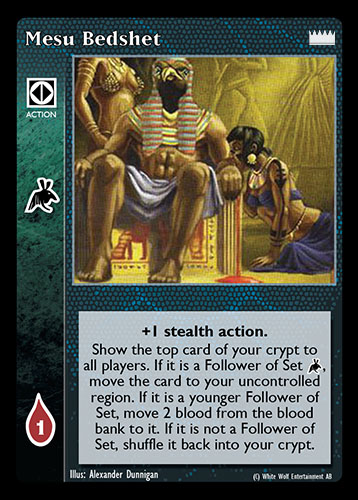 Mesu Bedshet
ACTION
+1 stealth action.
Show the top card of your crypt to
all players. If it is a Follower of Set ,
move the card to your uncontrolled
region. If it is a younger Follower of
Set, move 2 blood from the blood
bank to it. If it is not a Follower of
Set, shuffle it back into your crypt.
1
Illus: Alexander Dunnigan
(C) White Wolf Entertainment AB